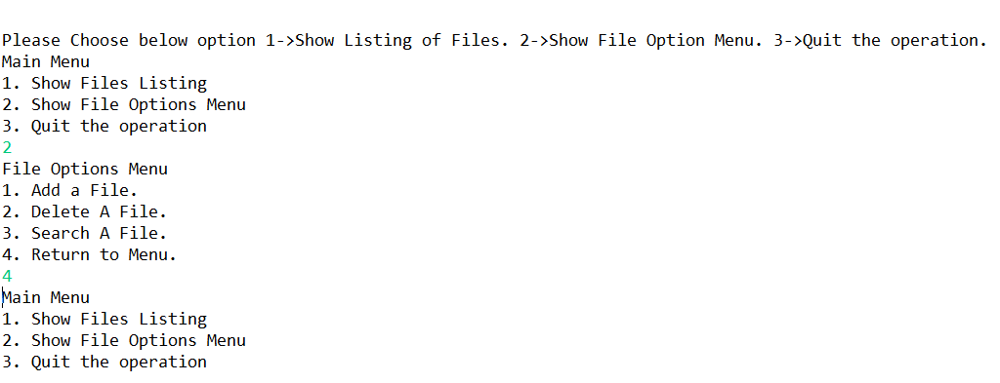 Please Choose below option 1->Show Listing of Files. 2->Show File Option Menu. 3->Quit the operation.
Main Menu
1. Show Files Listing
2. Show File Options Menu
3. Quit the operation
2
File Options Menu
1. Add a File.
2. Delete A File.
3. Search A File.
4. Return to Menu.
4
Main Menu
1. Show Files Listing
2. Show File Options Menu
3. Quit the operation